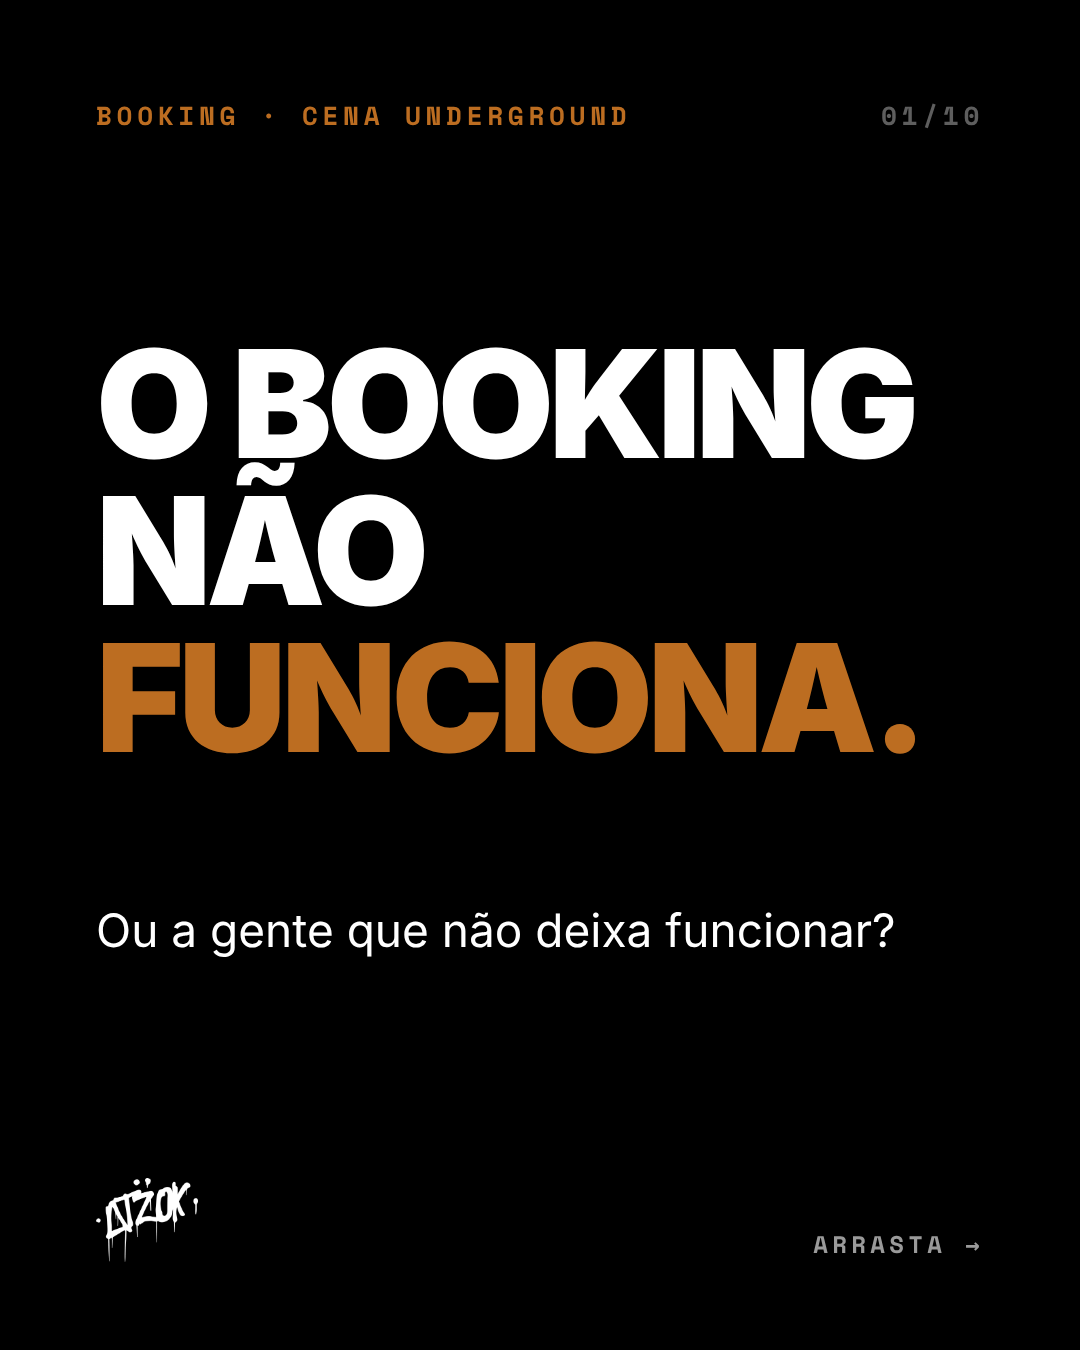 BOOKING · CENA UNDERGROUND
01/10
O BOOKING
NÃO
FUNCIONA.
Ou a gente que não deixa funcionar?
ARRASTA →